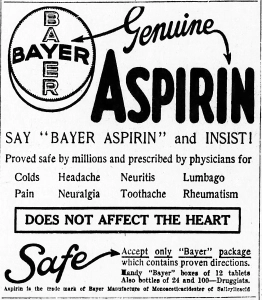 BAYER
BAYER
Genuine
ASPIRIN
SAY "BAYER ASPIRIN" and INSIST!
Proved safe by millions and prescribed by physicians for
Colds Headache Neuritis Lumbago
Pain Neuralgia Toothache Rheumatism
DOES NOT AFFECT THE HEART
Safe
Accept only "Bayer" package
which contains proven directions.
Handy "Bayer" boxes of 12 tablets
Also bottles of 24 and 100—Druggists.
Aspirin is the trade mark of Bayer Manufacture of Monoaceticacidester of Salicylicacid